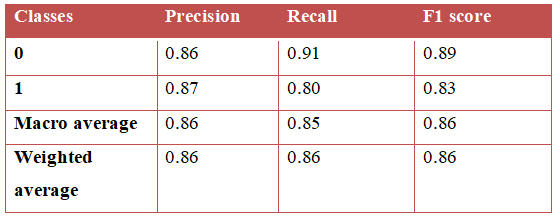 Classes Precision Recall F1 score
0 0.86 0.91 0.89
1 0.87 0.80 0.83
Macro average 0.86 0.85 0.86
Weighted 0.86 0.86 0.86
average